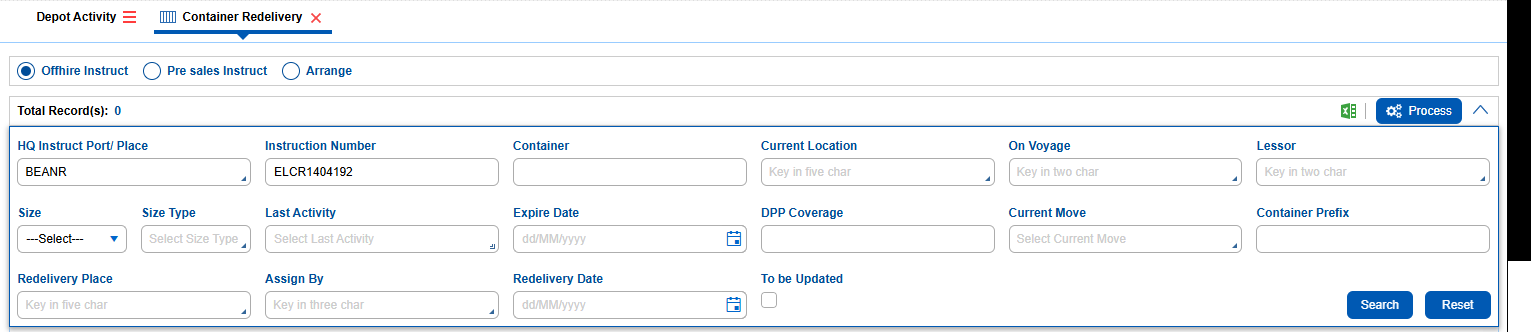 Depot Activity Container Redelivery
Offhire Instruct Pre sales Instruct Arrange
Total Record(s): 0 Process
HQ Instruct Port/ Place Instruction Number Container Current Location On Voyage Lessor
BEANR ELCR1404192 Key in five char Key in two char Key in two char
Size Size Type Last Activity Expire Date DPP Coverage Current Move Container Prefix
---Select--- Select Size Type Select Last Activity dd/MM/yyyy Select Current Move
Redelivery Place Assign By Redelivery Date To be Updated
Key in five char Key in three char dd/MM/yyyy Search Reset